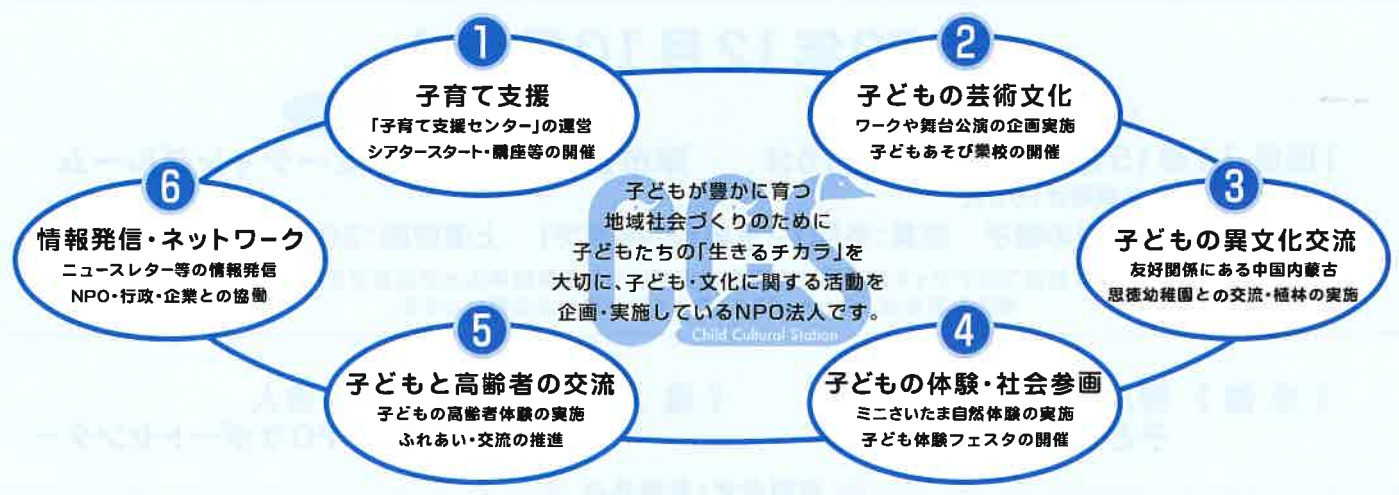 1
子育て支援
「子育て支援センター」の運営
シアタースタート・講座等の開催
2
子どもの芸術文化
ワークや舞台公演の企画実施
子どもあそび楽校の開催
3
子どもの異文化交流
友好関係にある中国内蒙古
恩徳幼稚園との交流・植林の実施
4
子どもの体験・社会参画
ミニさいたま自然体験の実施
子ども体験フェスタの開催
5
子どもと高齢者の交流
子どもの高齢者体験の実施
ふれあい・交流の推進
6
情報発信・ネットワーク
ニュースレター等の情報発信
NPO・行政・企業との協働
子どもが豊かに育つ
地域社会づくりのために
子どもたちの「生きるチカラ」を
大切に、子ども・文化に関する活動を
企画・実施しているNPO法人です。
CCS
Child Cultural Station